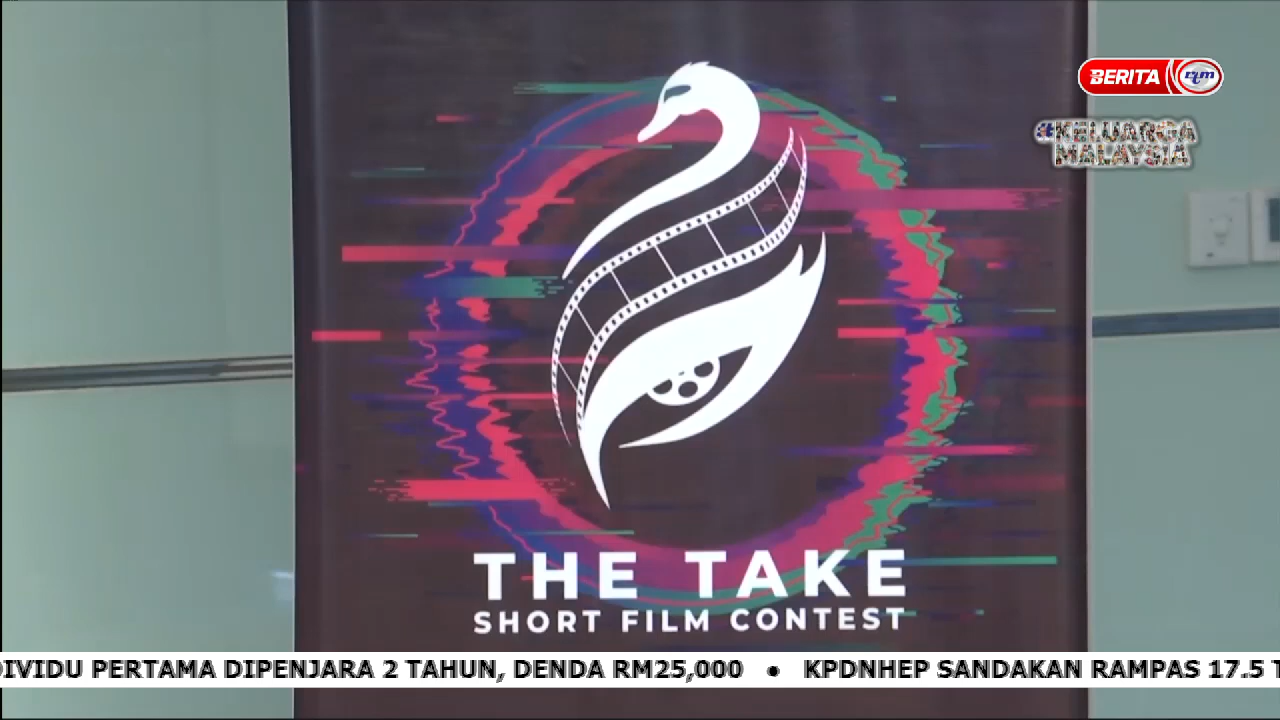 BERITA rtm
#KELUARGA
MALAYSIA
THE TAKE
SHORT FILM CONTEST
PERTAMA DIPENJARA 2 TAHUN, DENDA RM25,000 • KPDNHEP SANDAKAN RAMPAS 17.5